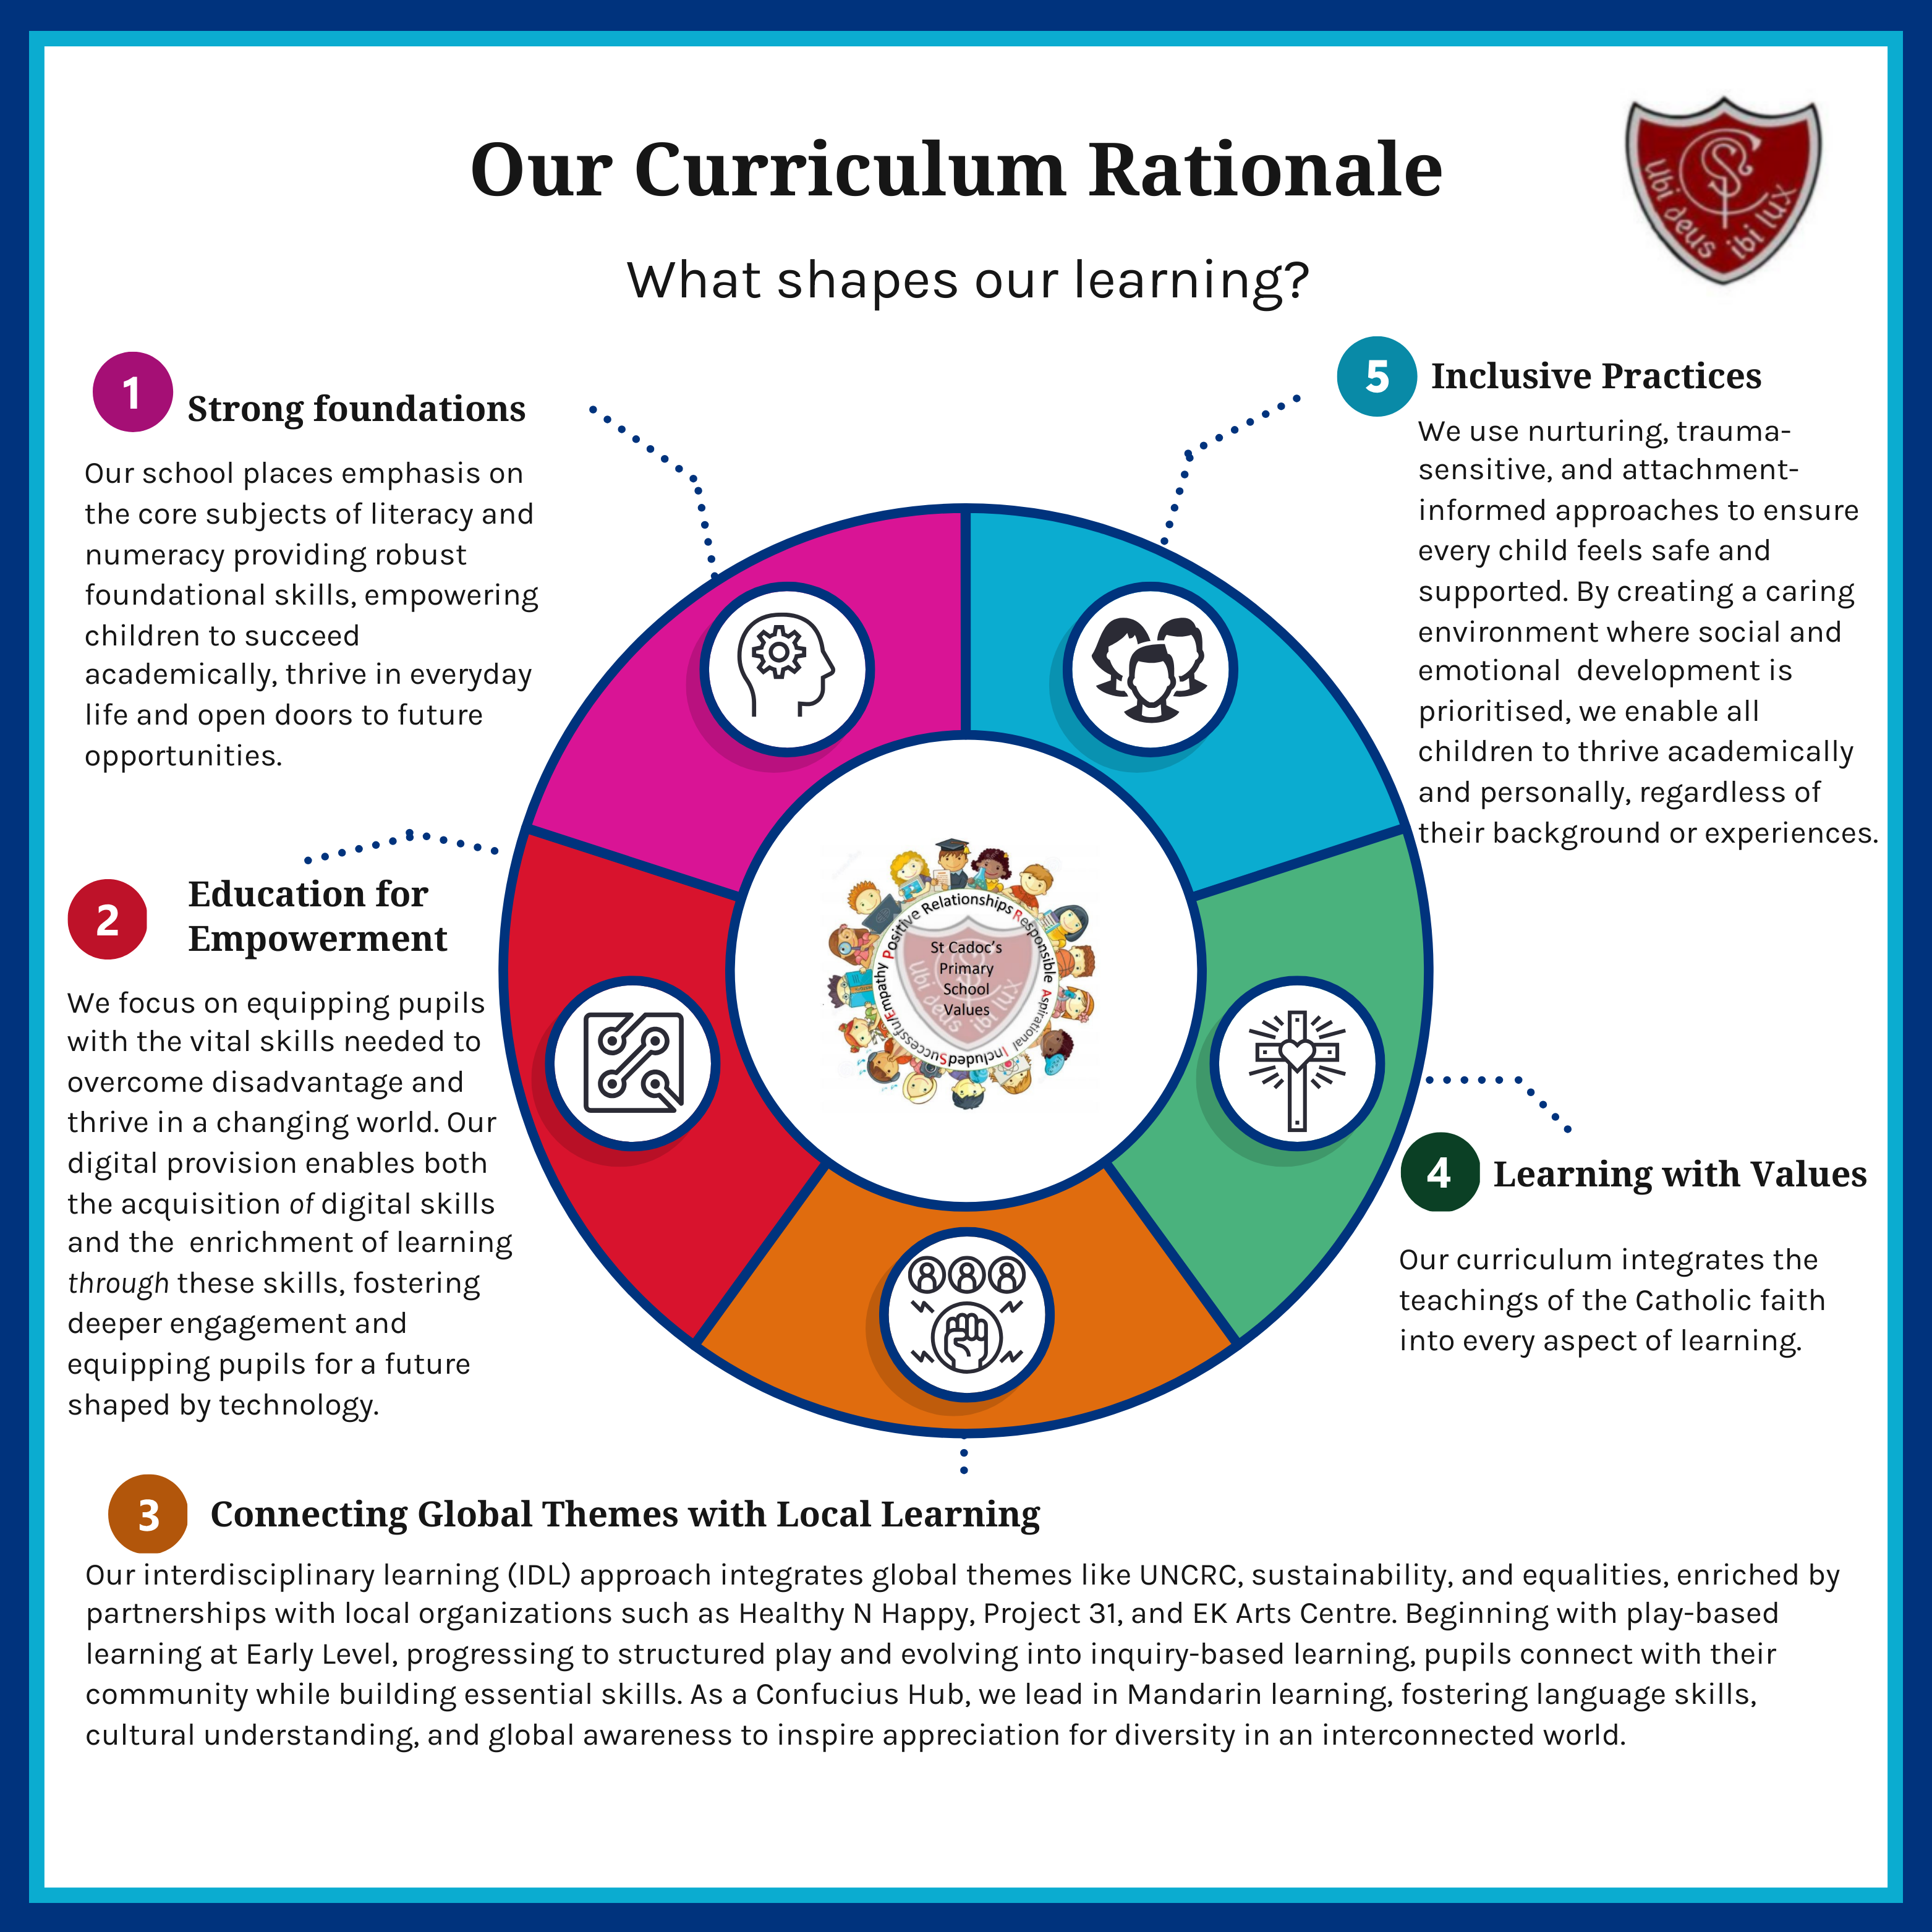 Our Curriculum Rationale
What shapes our learning?
Ubi deus ibi lux
1
Strong foundations
Our school places emphasis on
the core subjects of literacy and
numeracy providing robust
foundational skills, empowering
children to succeed
academically, thrive in everyday
life and open doors to future
opportunities.
2
Education for
Empowerment
We focus on equipping pupils
with the vital skills needed to
overcome disadvantage and
thrive in a changing world. Our
digital provision enables both
the acquisition of digital skills
and the  enrichment of learning
through these skills, fostering
deeper engagement and
equipping pupils for a future
shaped by technology.
Positive Relationships Responsible Aspirational Included Successful Empathy
St Cadoc's
Primary
School
Values
Ubi deus ibi lux
5
Inclusive Practices
We use nurturing, trauma-
sensitive, and attachment-
informed approaches to ensure
every child feels safe and
supported. By creating a caring
environment where social and
emotional  development is
prioritised, we enable all
children to thrive academically
and personally, regardless of
their background or experiences.
4
Learning with Values
Our curriculum integrates the
teachings of the Catholic faith
into every aspect of learning.
3
Connecting Global Themes with Local Learning
Our interdisciplinary learning (IDL) approach integrates global themes like UNCRC, sustainability, and equalities, enriched by
partnerships with local organizations such as Healthy N Happy, Project 31, and EK Arts Centre. Beginning with play-based
learning at Early Level, progressing to structured play and evolving into inquiry-based learning, pupils connect with their
community while building essential skills. As a Confucius Hub, we lead in Mandarin learning, fostering language skills,
cultural understanding, and global awareness to inspire appreciation for diversity in an interconnected world.